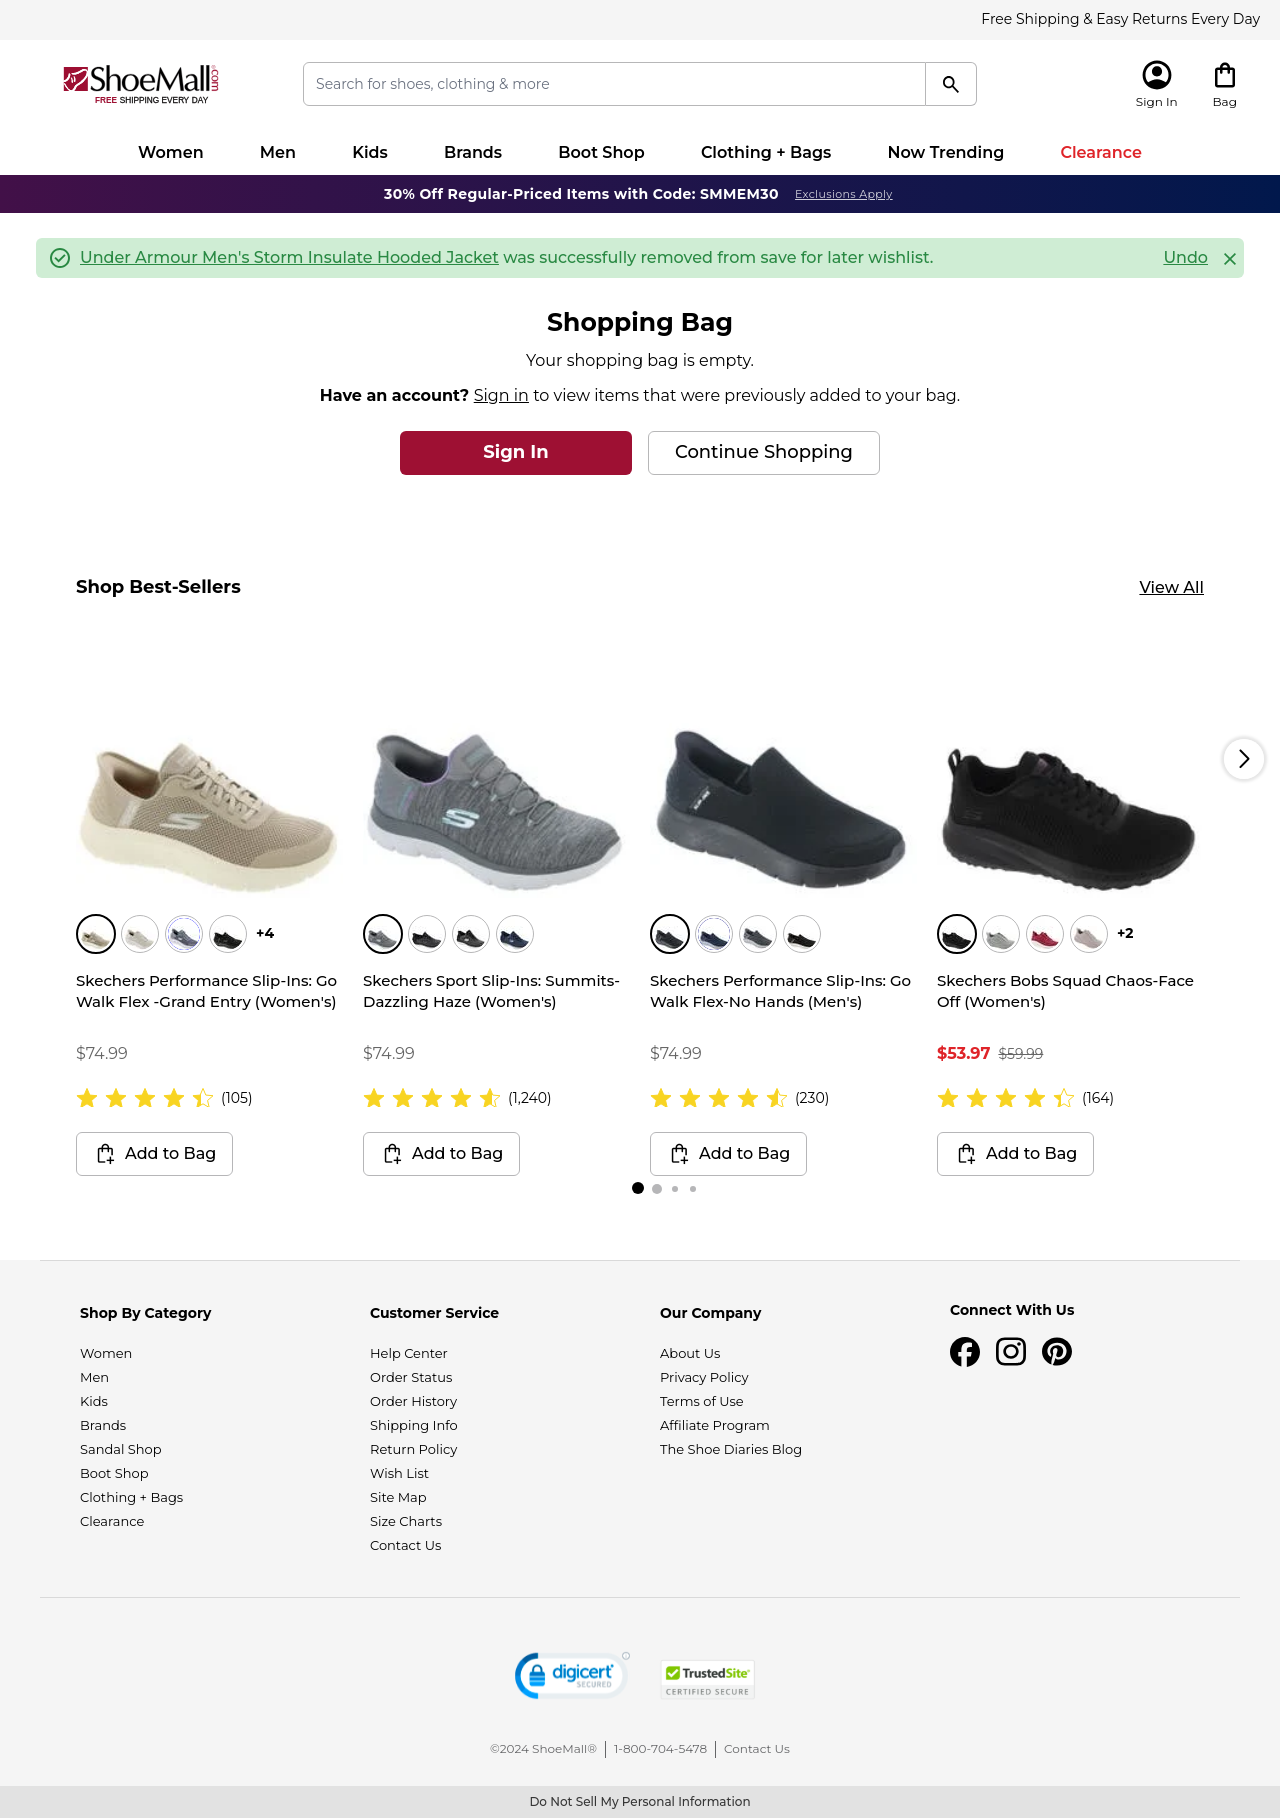 Free Shipping & Easy Returns Every Day
ShoeMall.com
FREE SHIPPING EVERY DAY
Search for shoes, clothing & more
Sign In
Bag
Women Men Kids Brands Boot Shop Clothing + Bags Now Trending Clearance
30% Off Regular-Priced Items with Code: SMMEM30 Exclusions Apply
Under Armour Men's Storm Insulate Hooded Jacket was successfully removed from save for later wishlist. Undo
Shopping Bag
Your shopping bag is empty.
Have an account? Sign in to view items that were previously added to your bag.
Sign In Continue Shopping
Shop Best-Sellers View All
+4
Skechers Performance Slip-Ins: Go
Walk Flex -Grand Entry (Women's)
$74.99
(105)
Add to Bag
Skechers Sport Slip-Ins: Summits-
Dazzling Haze (Women's)
$74.99
(1,240)
Add to Bag
Skechers Performance Slip-Ins: Go
Walk Flex-No Hands (Men's)
$74.99
(230)
Add to Bag
+2
Skechers Bobs Squad Chaos-Face
Off (Women's)
$53.97 $59.99
(164)
Add to Bag
Shop By Category
Women
Men
Kids
Brands
Sandal Shop
Boot Shop
Clothing + Bags
Clearance
Customer Service
Help Center
Order Status
Order History
Shipping Info
Return Policy
Wish List
Site Map
Size Charts
Contact Us
Our Company
About Us
Privacy Policy
Terms of Use
Affiliate Program
The Shoe Diaries Blog
Connect With Us
digicert
SECURED
TrustedSite
CERTIFIED SECURE
©2024 ShoeMall® 1-800-704-5478 Contact Us
Do Not Sell My Personal Information